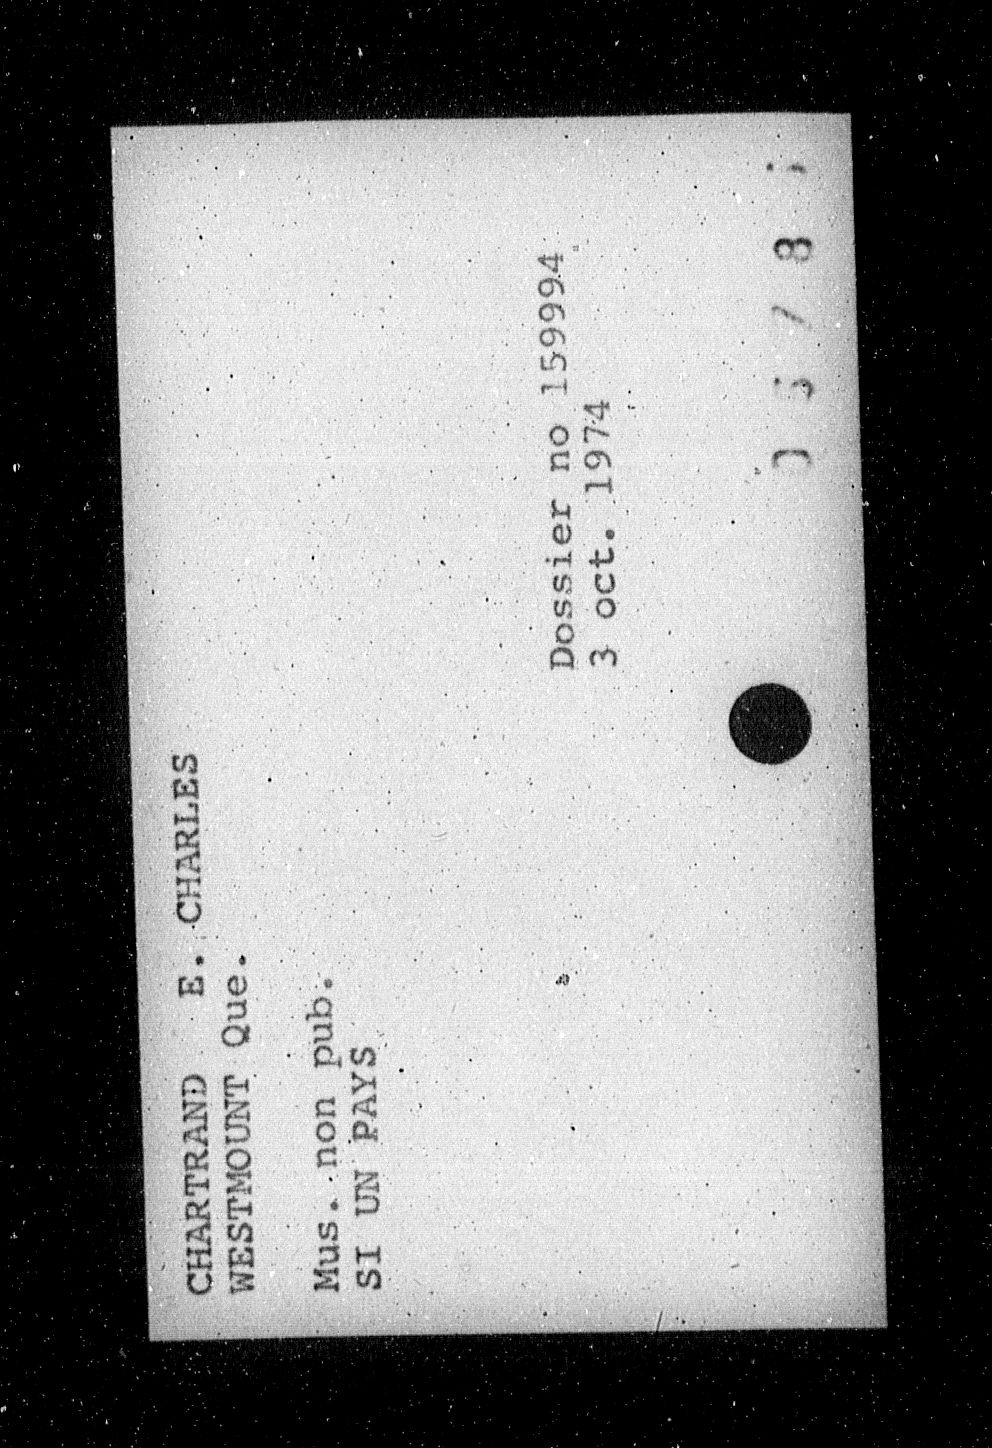 CHARTRAND E. CHARLES
WESTMOUNT Que.
Mus. non pub.
SI UN PAYS
Dossier no 159994
3 oct. 1974